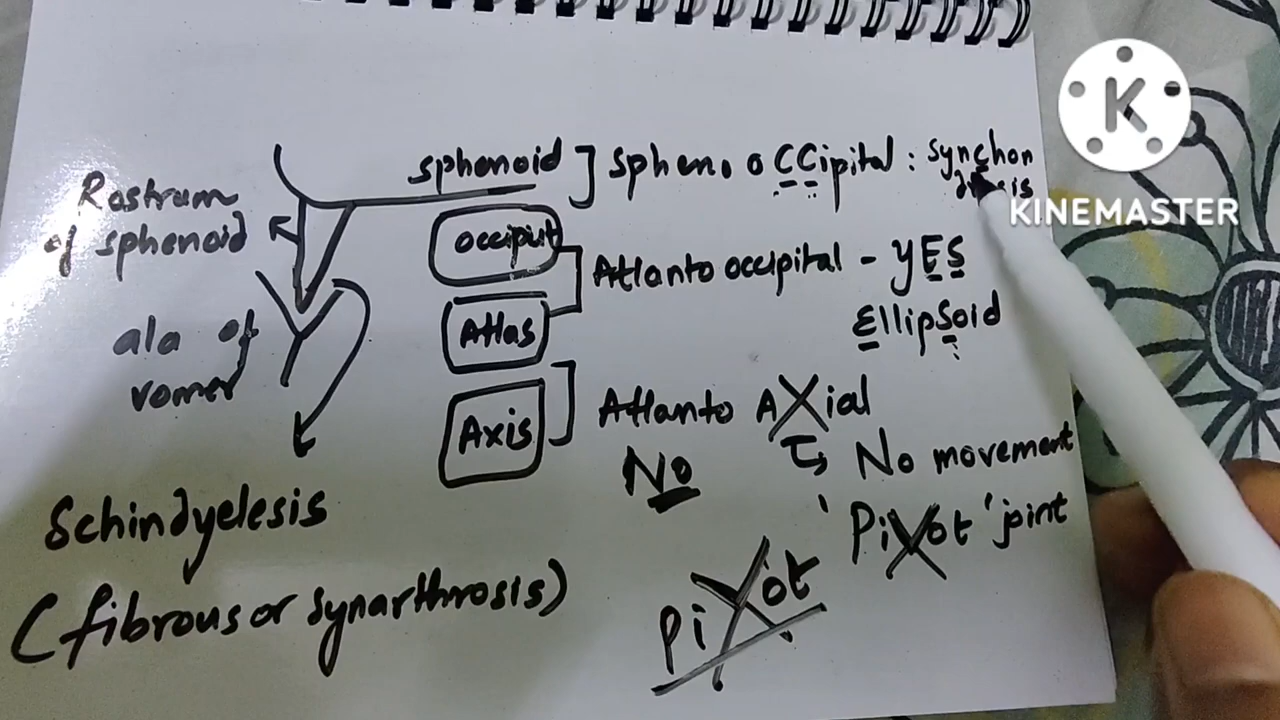 sphenoid ] Spheno oCCipital : Synchon
drosis
Rostrum
of sphenoid
occiput
Atlanto occipital - YES
Ellipsoid
Atlas
ala of
vomer
Axis
Atlanto AXial
No
No movement
'PiVot' joint
Schindyelesis
(fibrous or synarthrosis)
PiVot
K
KINEMASTER